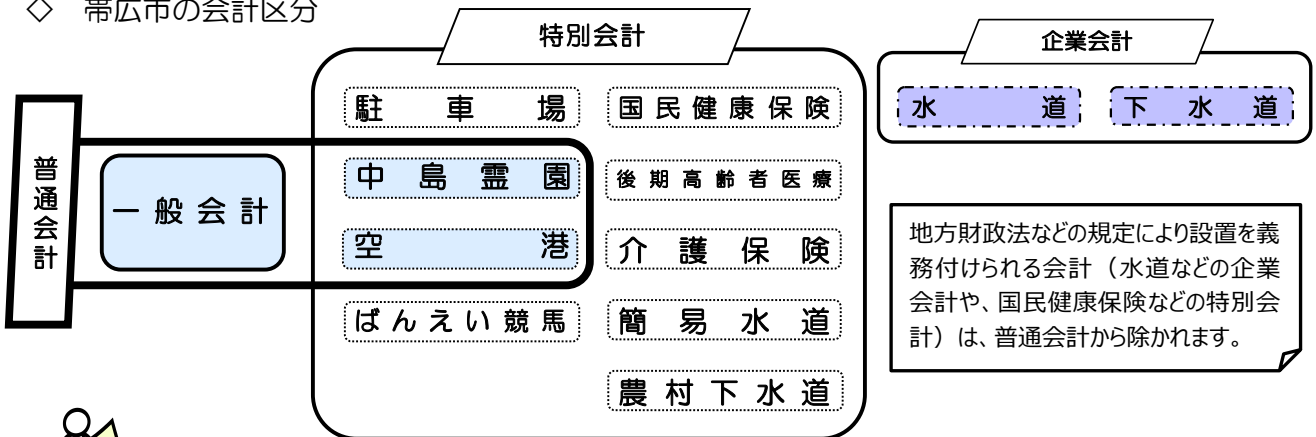 ◇ 帯広市の会計区分
特別会計
企業会計
駐車場
国民健康保険
水道
下水道
普通会計
一般会計
中島霊園
後期高齢者医療
空港
介護保険
ばんえい競馬
簡易水道
農村下水道
地方財政法などの規定により設置を義
務付けられる会計（水道などの企業
会計や、国民健康保険などの特別会
計）は、普通会計から除かれます。